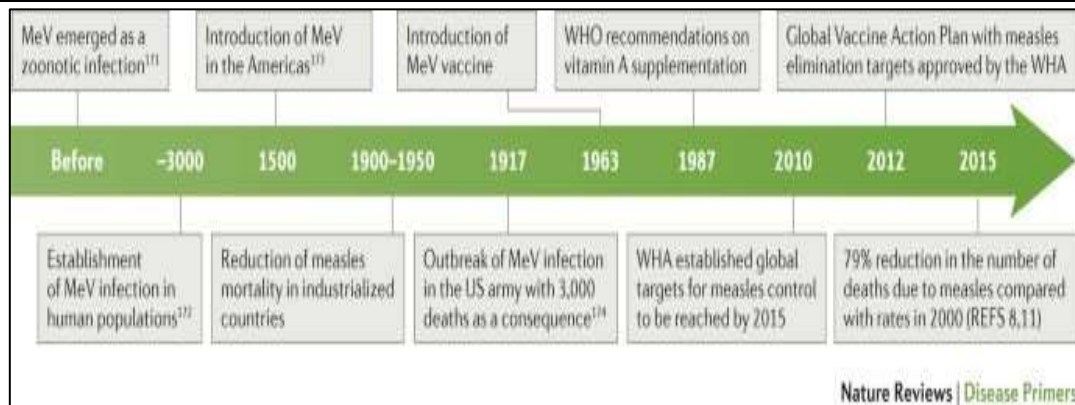 MeV emerged as a
zoonotic infection¹⁷¹
Introduction of MeV
in the Americas¹⁷³
Introduction of
MeV vaccine
WHO recommendations on
vitamin A supplementation
Global Vaccine Action Plan with measles
elimination targets approved by the WHA
Before ~3000 1500 1900–1950 1917 1963 1987 2010 2012 2015
Establishment
of MeV infection in
human populations¹⁷²
Reduction of measles
mortality in industrialized
countries
Outbreak of MeV infection
in the US army with 3,000
deaths as a consequence¹⁷⁴
WHA established global
targets for measles control
to be reached by 2015
79% reduction in the number of
deaths due to measles compared
with rates in 2000 (REFS 8,11)
Nature Reviews | Disease Primers